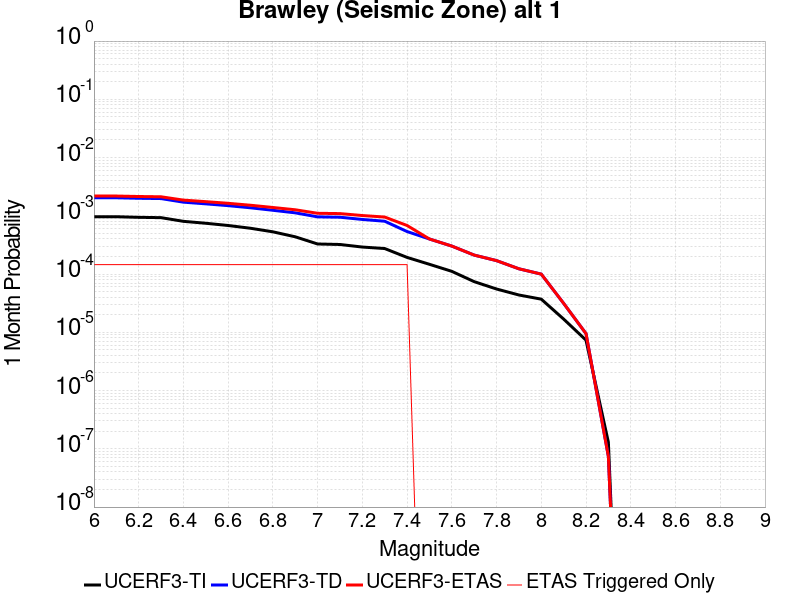 Brawley (Seismic Zone) alt 1
1 Month Probability
10^0
10^-1
10^-2
10^-3
10^-4
10^-5
10^-6
10^-7
10^-8
6 6.2 6.4 6.6 6.8 7 7.2 7.4 7.6 7.8 8 8.2 8.4 8.6 8.8 9
Magnitude
UCERF3-TI UCERF3-TD UCERF3-ETAS ETAS Triggered Only